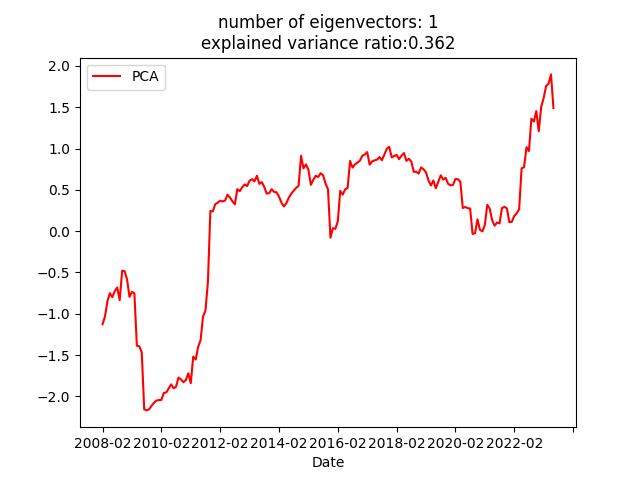 number of eigenvectors: 1
explained variance ratio:0.362
PCA
2.0
1.5
1.0
0.5
0.0
−0.5
−1.0
−1.5
−2.0
2008-02 2010-02 2012-02 2014-02 2016-02 2018-02 2020-02 2022-02
Date